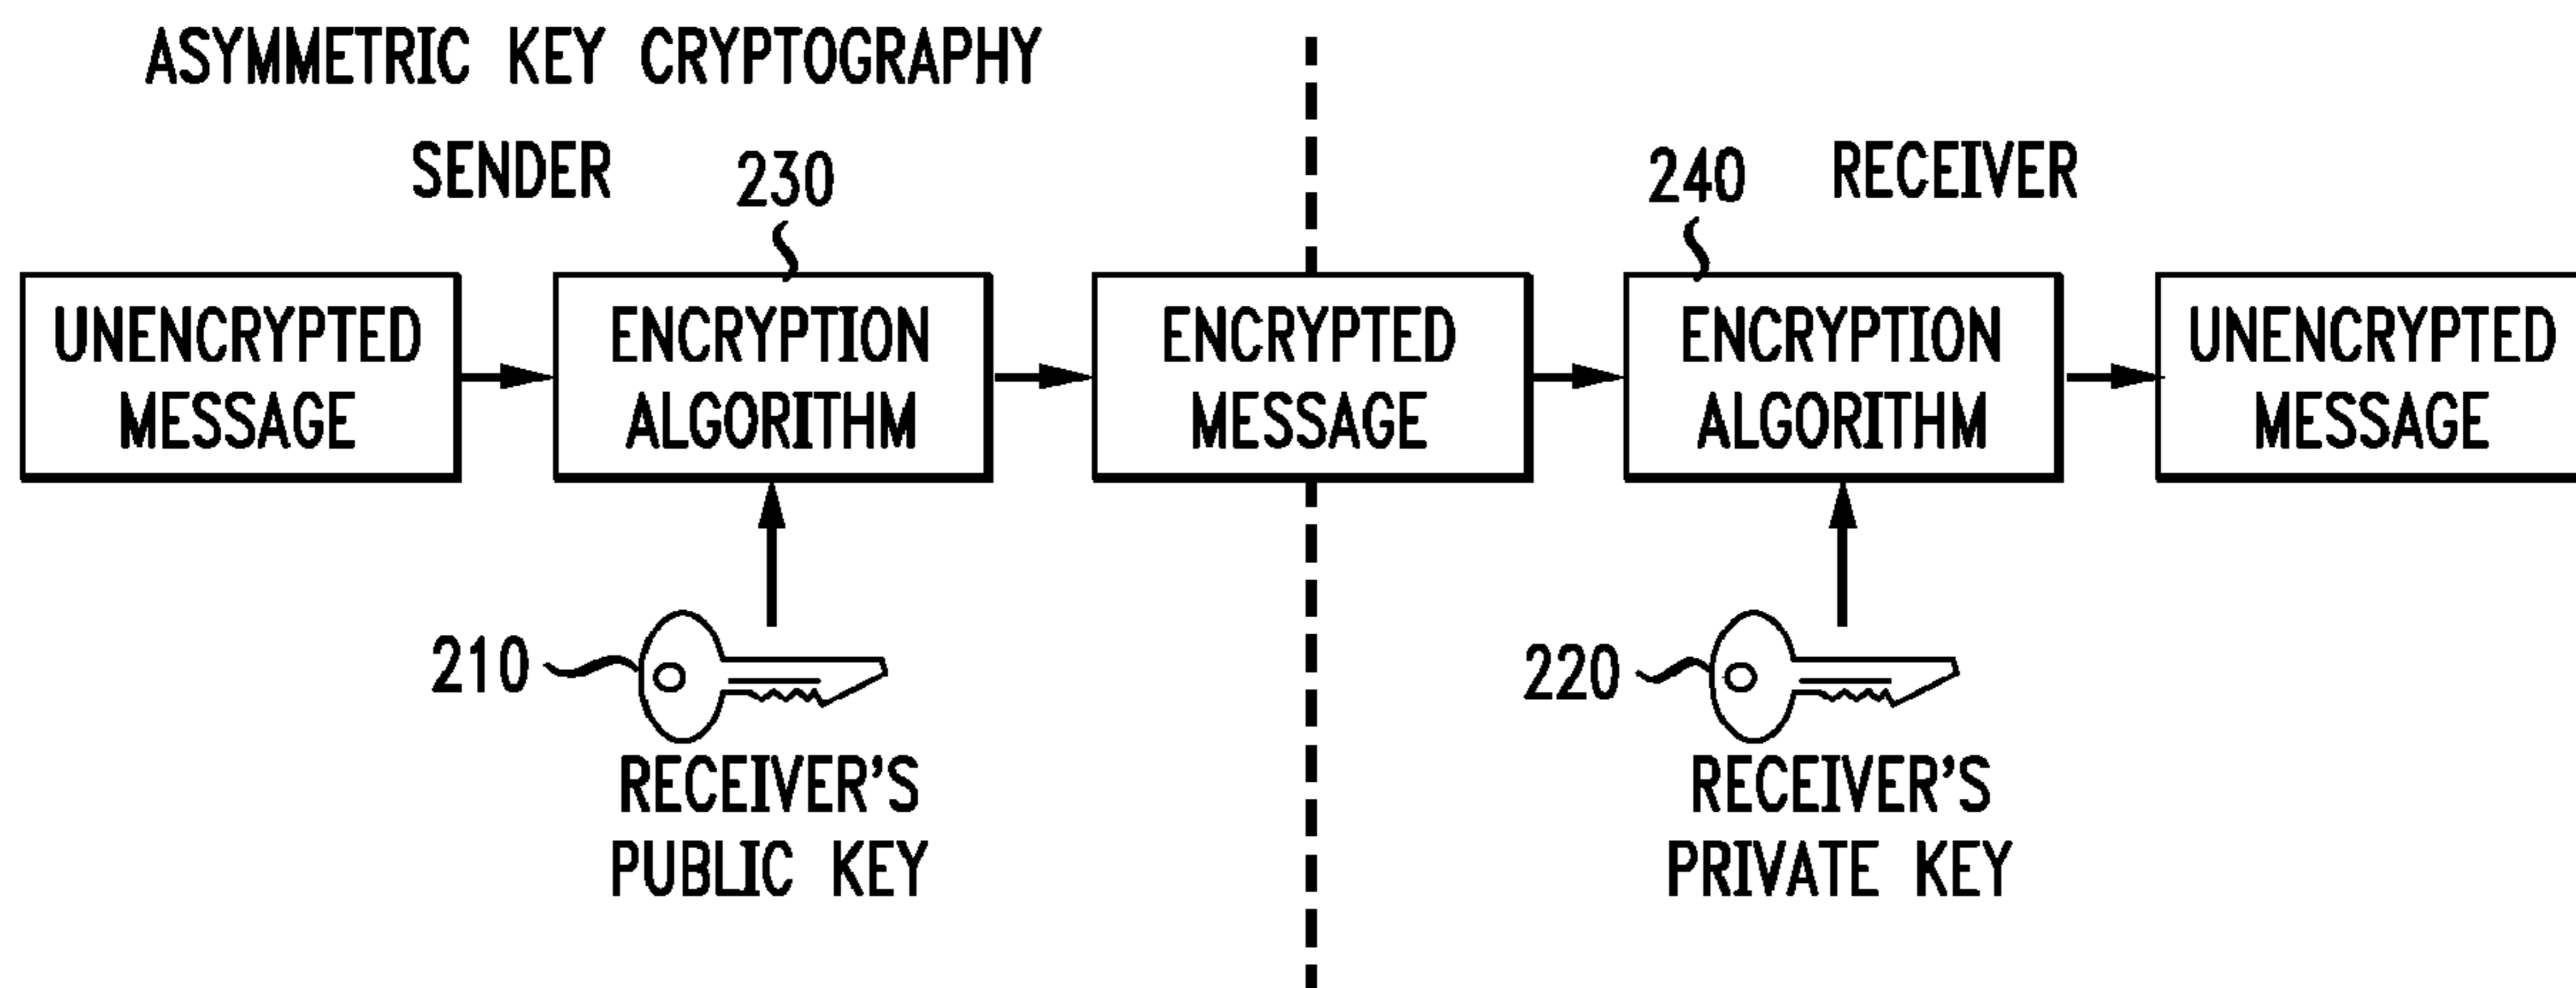 ASYMMETRIC KEY CRYPTOGRAPHY
SENDER
230
240
RECEIVER
UNENCRYPTED
MESSAGE
ENCRYPTION
ALGORITHM
ENCRYPTED
MESSAGE
ENCRYPTION
ALGORITHM
UNENCRYPTED
MESSAGE
210
RECEIVER'S
PUBLIC KEY
220
RECEIVER'S
PRIVATE KEY